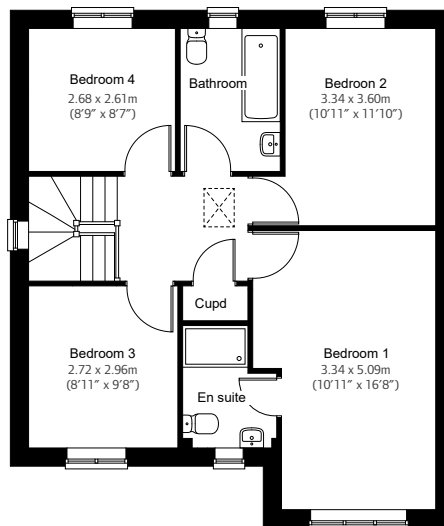 Bedroom 4
2.68 x 2.61m
(8'9" x 8'7")
Bathroom
Bedroon 2
3.34 x 3.60m
(10'11" x 11'10")
Cupd
Bedroom 3
2.72 x 2.96m
(8'11" x 9'8")
En suite
Bedroom 1
3.34 x 5.09m
(10'11" x 16'8")